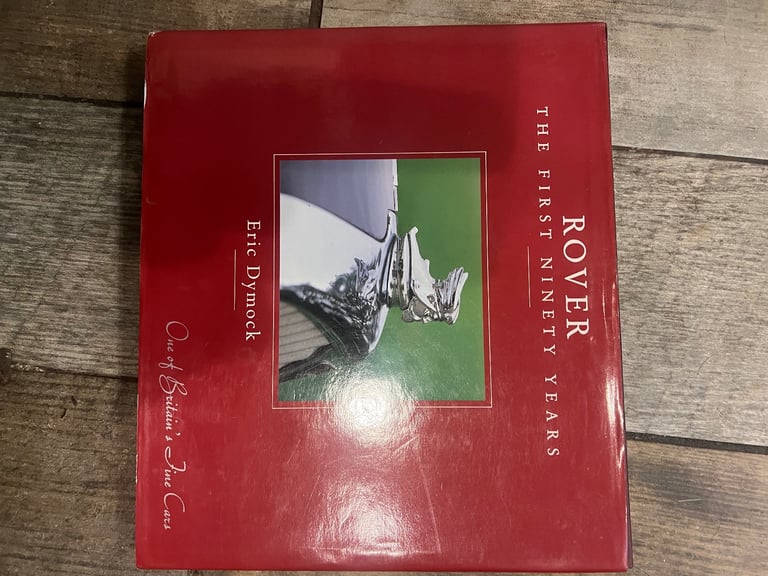 ROVER
THE FIRST NINETY YEARS
Eric Dymock
One of Britain's Fine Cars